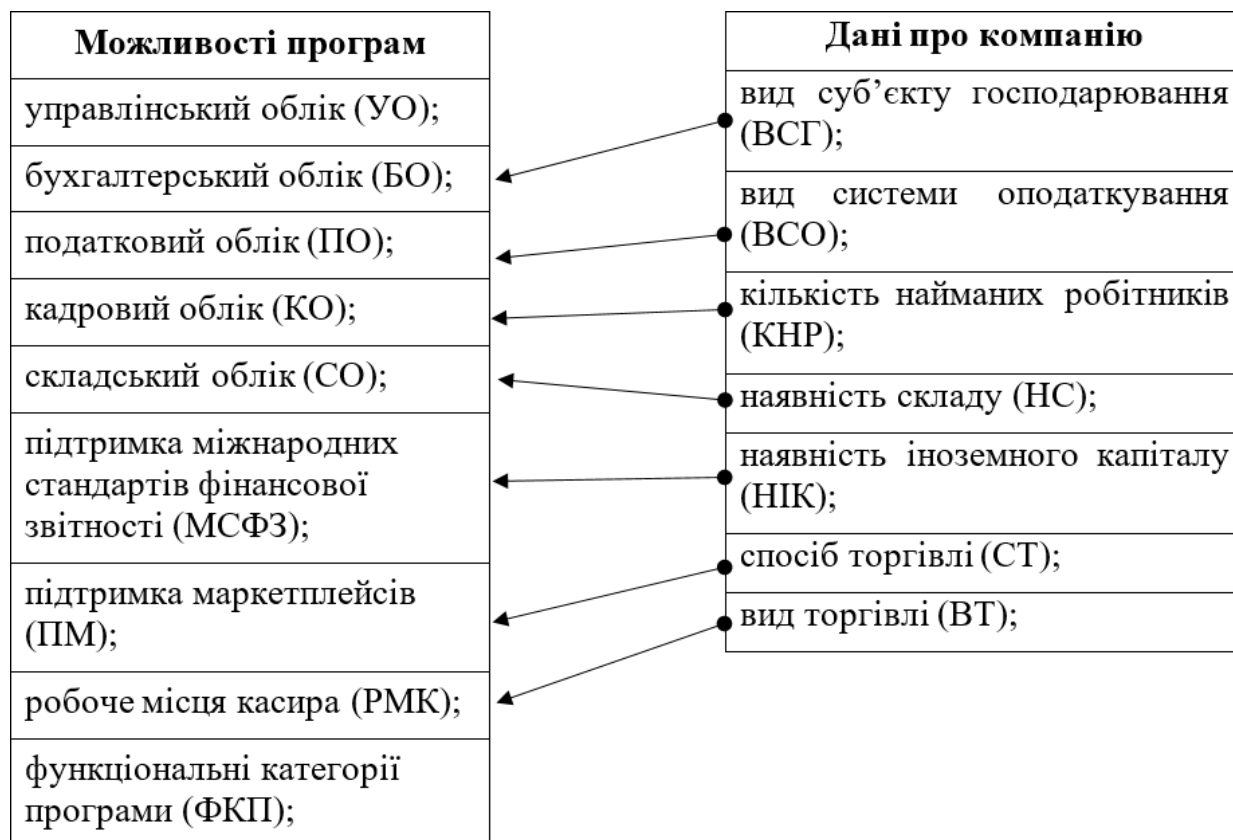 Можливості програм
управлінський облік (УО);
бухгалтерський облік (БО);
податковий облік (ПО);
кадровий облік (КО);
складський облік (СО);
підтримка міжнародних
стандартів фінансової
звітності (МСФЗ);
підтримка маркетплейсів
(ПМ);
робоче місця касира (РМК);
функціональні категорії
програми (ФКП);
Дані про компанію
вид суб’єкту господарювання
(ВСГ);
вид системи оподаткування
(ВСО);
кількість найманих робітників
(КНР);
наявність складу (НС);
наявність іноземного капіталу
(НІК);
спосіб торгівлі (СТ);
вид торгівлі (ВТ);